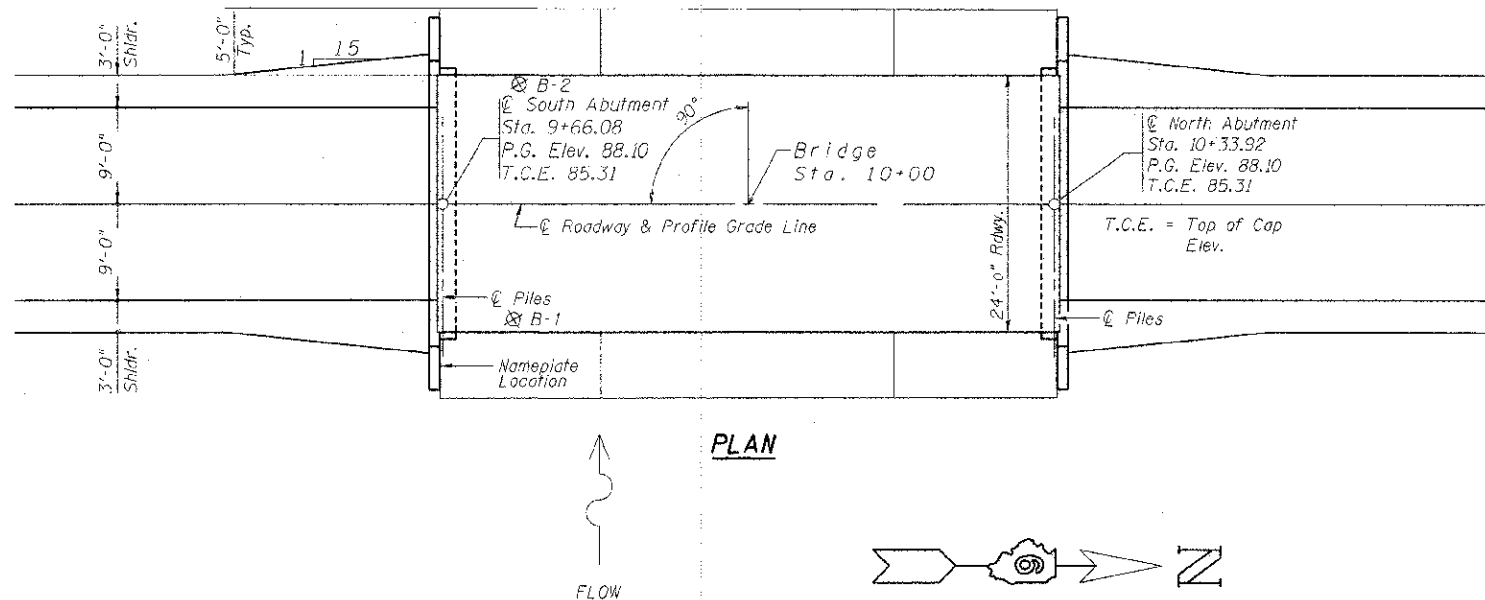 3'-0"
Shldr.
9'-0"
9'-0"
3'-0"
Shldr.
5'-0"
Typ.
1
15
B-2
℄ South Abutment
Sta. 9+66.08
P.G. Elev. 88.10
T.C.E. 85.31
90°
Bridge
Sta. 10+00
℄ Roadway & Profile Grade Line
24'-0" Rdwy.
℄ North Abutment
Sta. 10+33.92
P.G. Elev. 88.10
T.C.E. 85.31
T.C.E. = Top of Cap
Elev.
℄ Piles
B-1
℄ Piles
Nameplate
Location
PLAN
FLOW
N